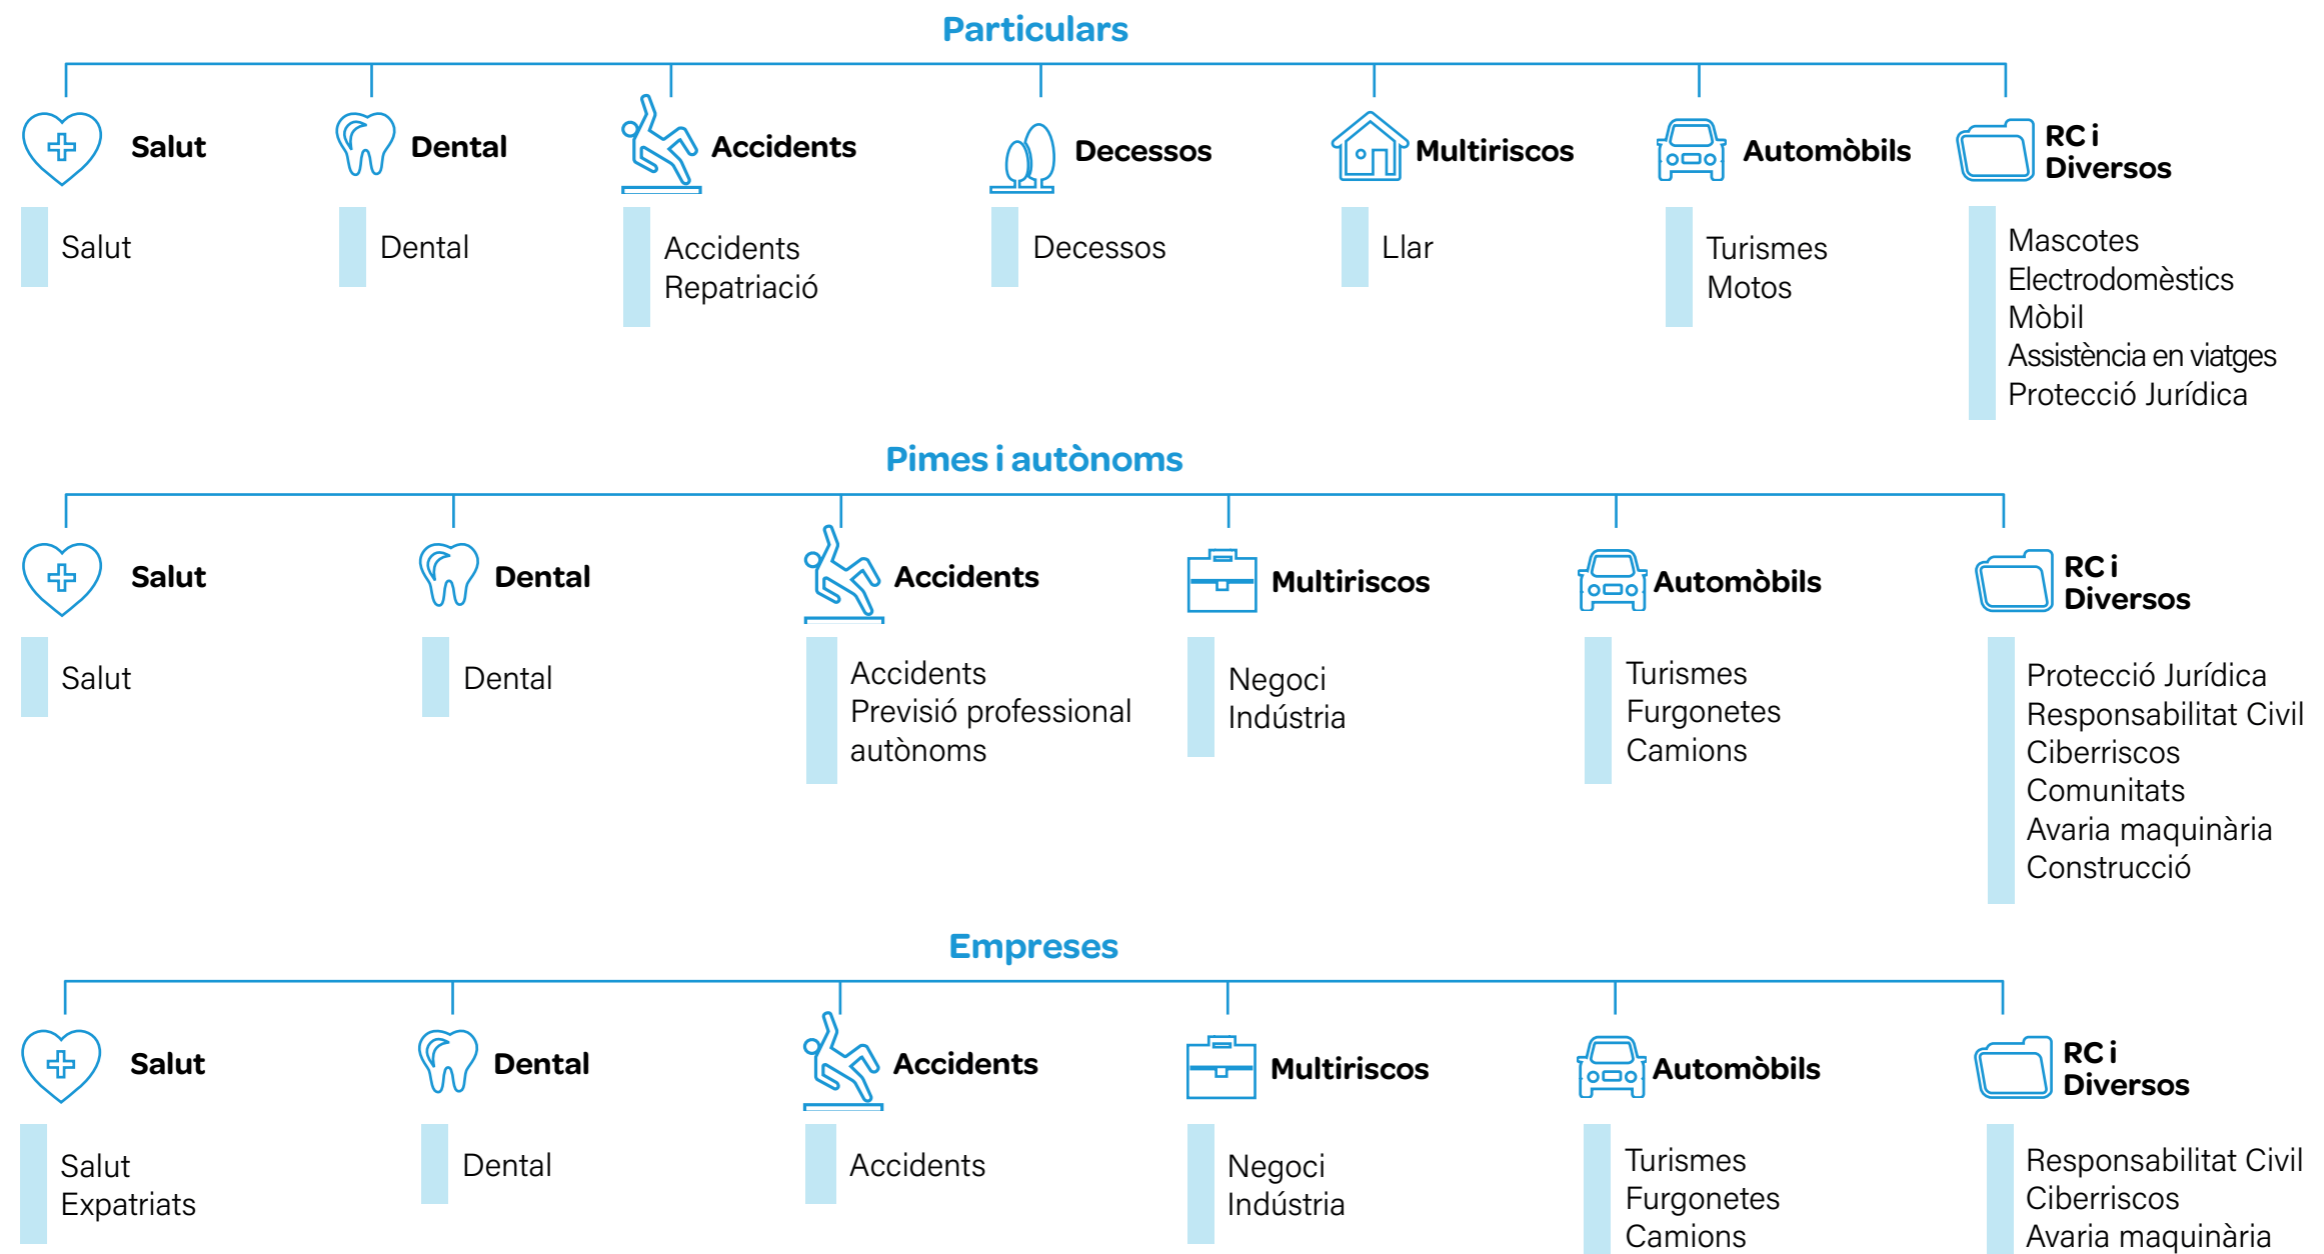 Particulars
Salut
Dental
Accidents
Decessos
Multiriscos
Automòbils
RC i
Diversos
Salut
Dental
Accidents
Repatriació
Decessos
Llar
Turismes
Motos
Mascotes
Electrodomèstics
Mòbil
Assistència en viatges
Protecció Jurídica
Pimes i autònoms
Salut
Dental
Accidents
Multiriscos
Automòbils
RC i
Diversos
Salut
Dental
Accidents
Previsió professional
autònoms
Negoci
Indústria
Turismes
Furgonetes
Camions
Protecció Jurídica
Responsabilitat Civil
Ciberriscos
Comunitats
Avaria maquinària
Construcció
Empreses
Salut
Dental
Accidents
Multiriscos
Automòbils
RC i
Diversos
Salut
Expatriats
Dental
Accidents
Negoci
Indústria
Turismes
Furgonetes
Camions
Responsabilitat Civil
Ciberriscos
Avaria maquinària